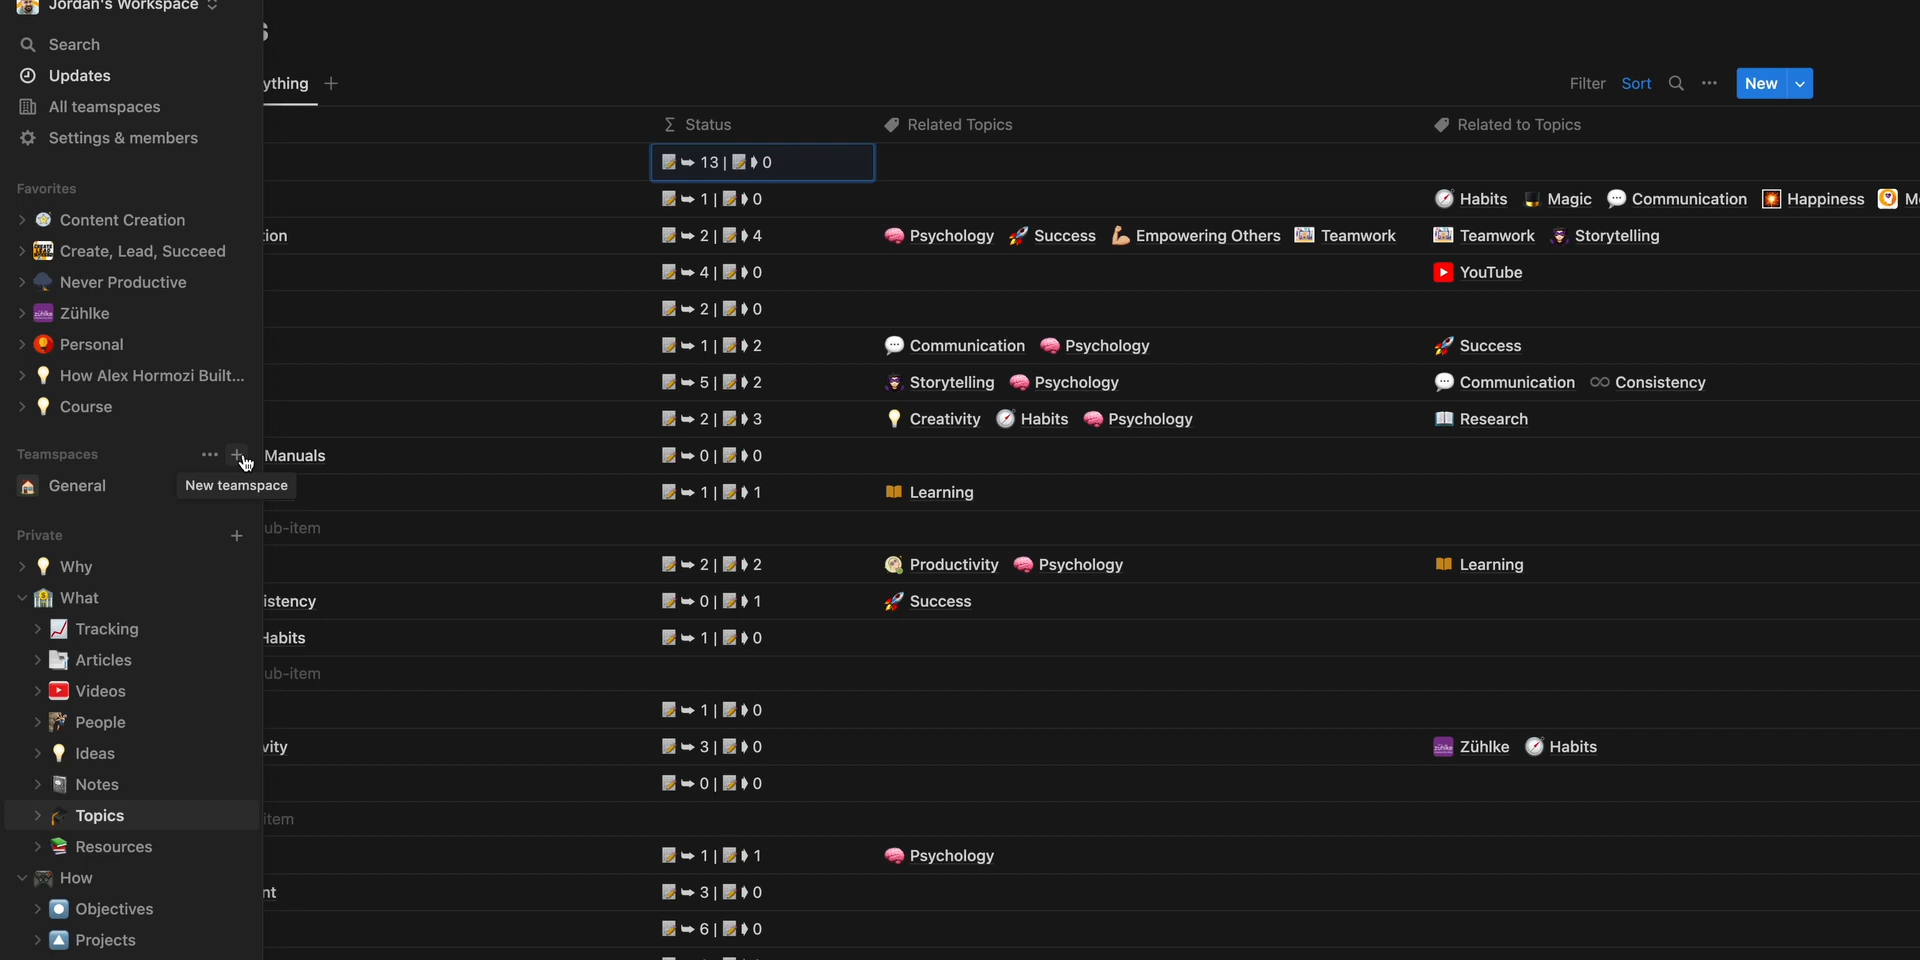 Jordan's Workspace
s
Search
ything +
Filter Sort New
Updates
All teamspaces
Σ Status Related Topics Related to Topics
Settings & members
13 | 0
Favorites
1 | 0 Habits Magic Communication Happiness M
Content Creation
tion 2 | 4 Psychology Success Empowering Others Teamwork Teamwork Storytelling
Create, Lead, Succeed
4 | 0 YouTube
Never Productive
2 | 0
Zühlke
1 | 2 Communication Psychology Success
Personal
How Alex Hormozi Built...
5 | 2 Storytelling Psychology Communication Consistency
Course
2 | 3 Creativity Habits Psychology Research
Teamspaces ••• +
Manuals 0 | 0
General
New teamspace
1 | 1 Learning
ub-item
Private +
Why
2 | 2 Productivity Psychology Learning
What
istency 0 | 1 Success
Tracking
Habits 1 | 0
Articles
ub-item
Videos
1 | 0
People
Ideas
vity 3 | 0 Zühlke Habits
Notes
0 | 0
Topics
item
Resources
1 | 1 Psychology
How
nt 3 | 0
Objectives
6 | 0
Projects